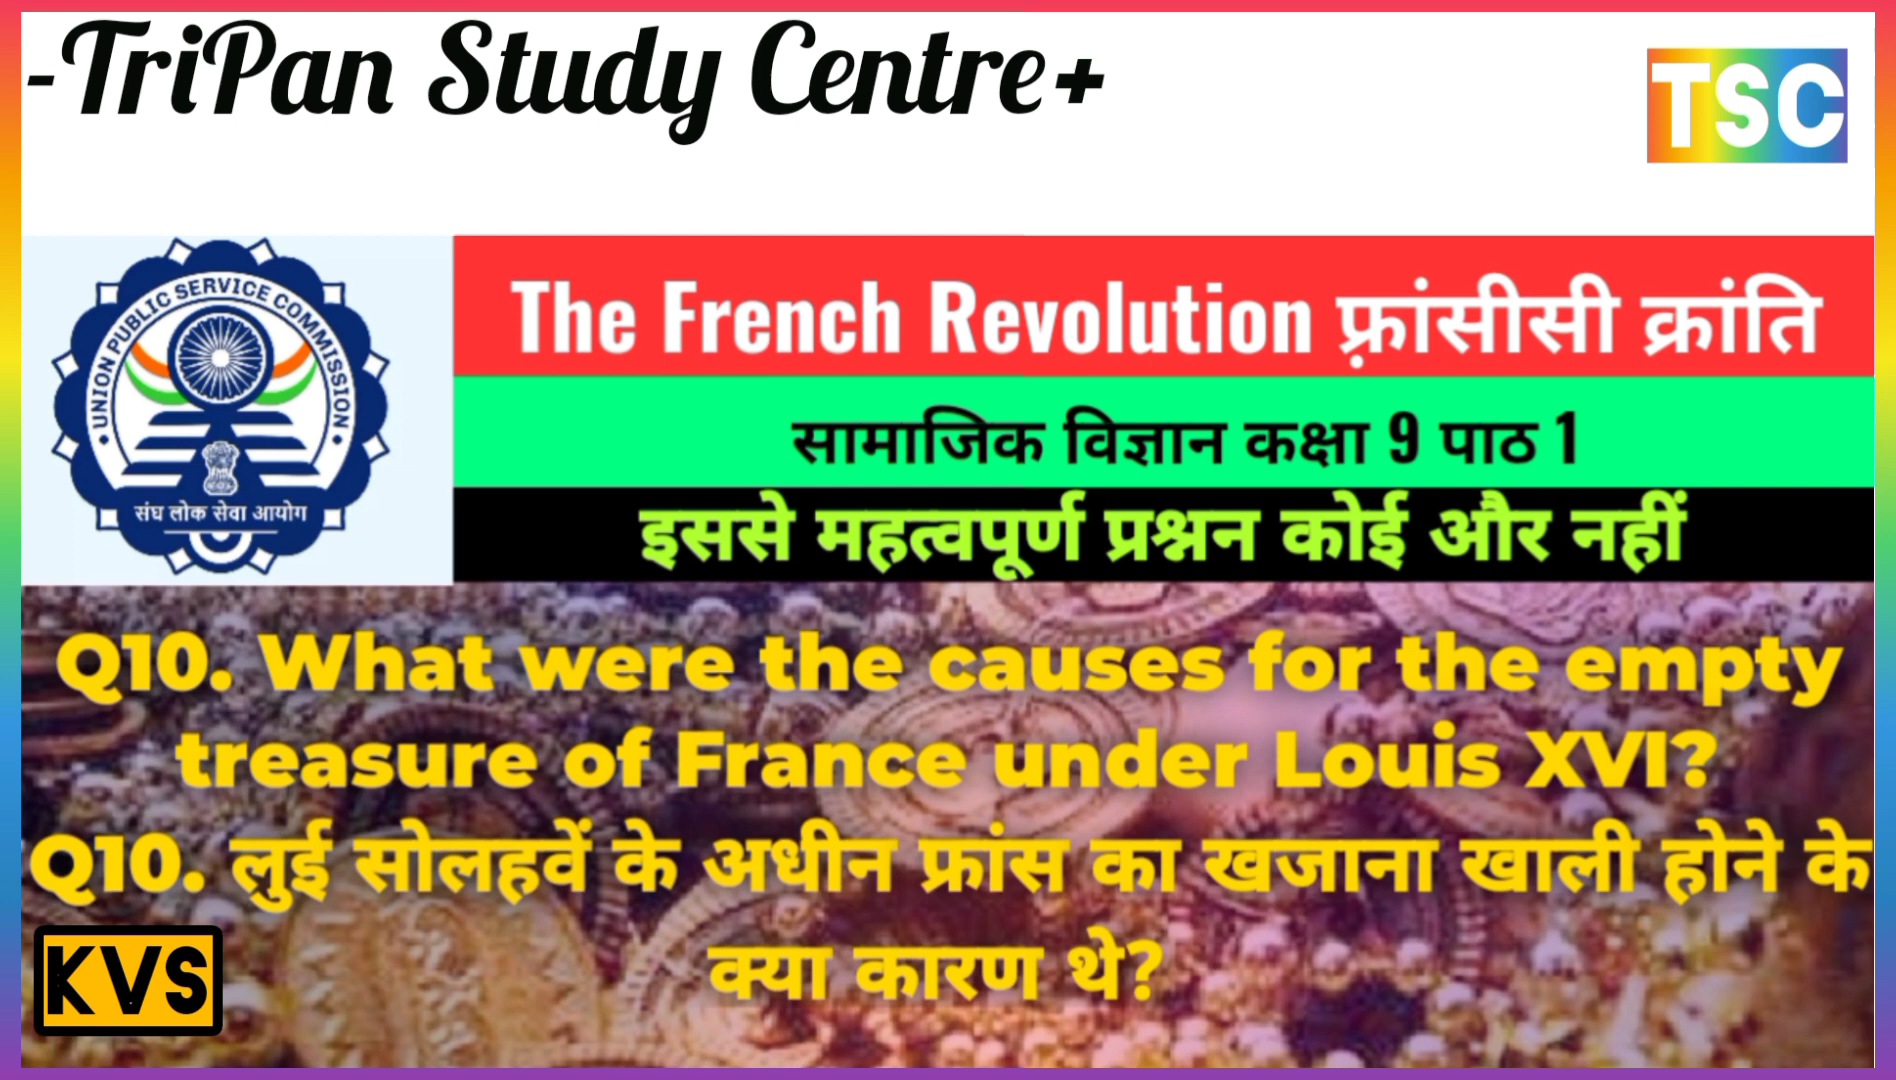 -TriPan Study Centre+
TSC
UNION PUBLIC SERVICE COMMISSION
संघ लोक सेवा आयोग
The French Revolution फ़्रांसीसी क्रांति
सामाजिक विज्ञान कक्षा 9 पाठ 1
इससे महत्वपूर्ण प्रश्नन कोई और नहीं
Q10. What were the causes for the empty
treasure of France under Louis XVI?
Q10. लुई सोलहवें के अधीन फ्रांस का खजाना खाली होने के
क्या कारण थे?
KVS